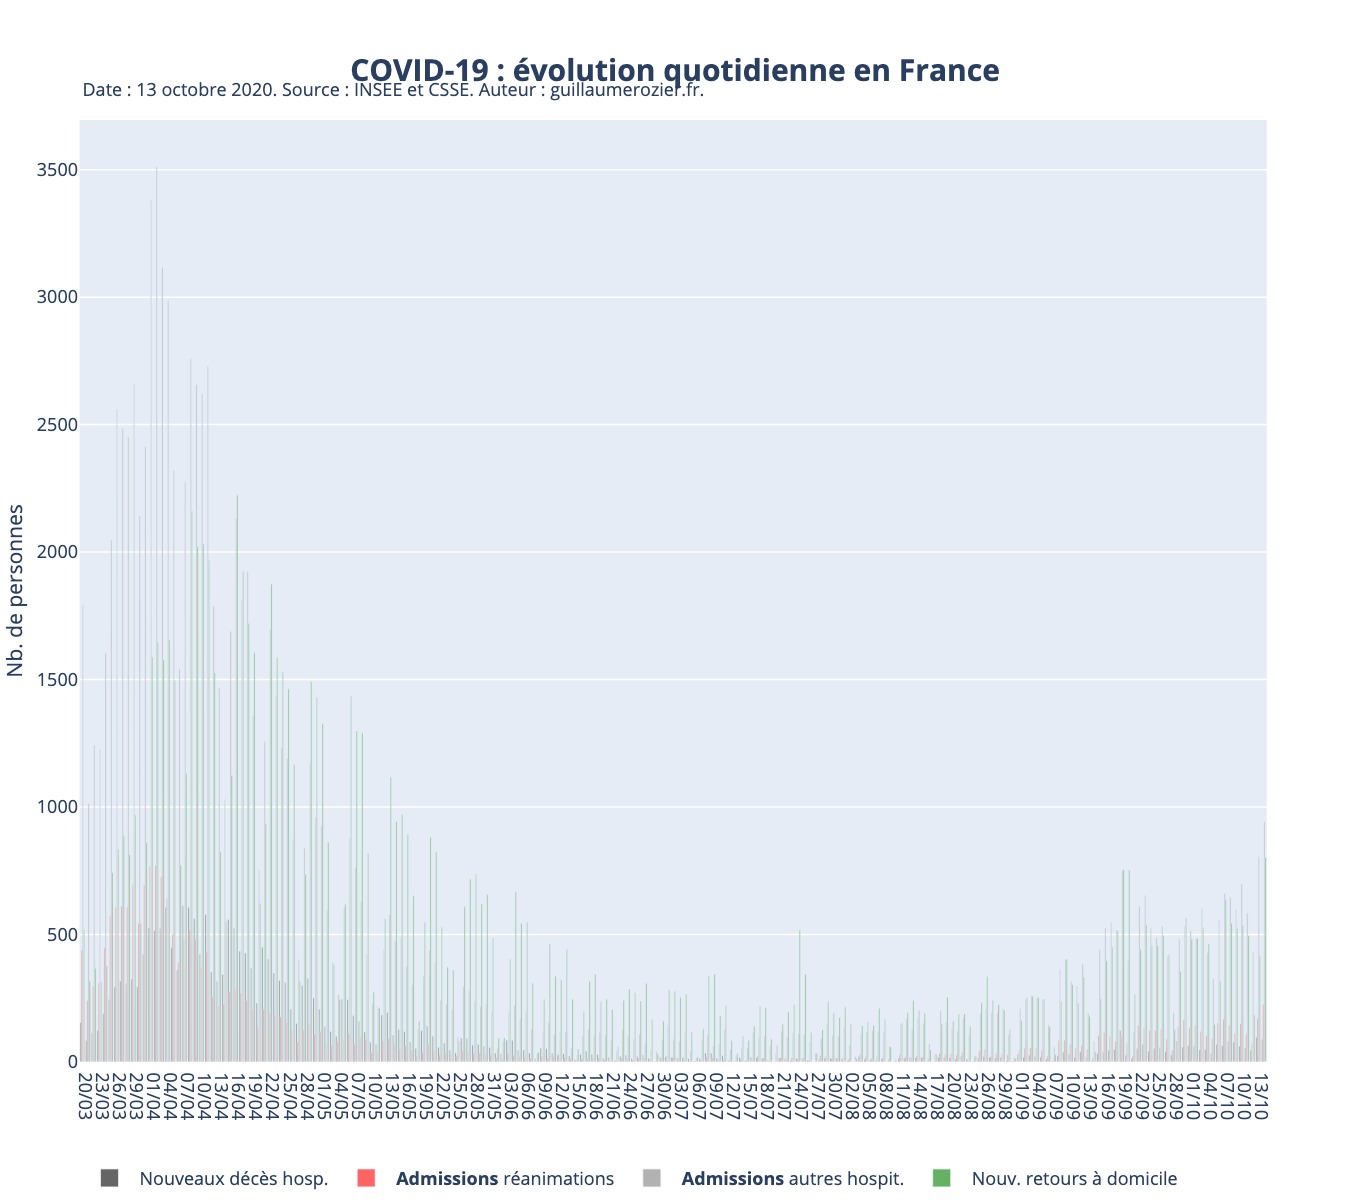 COVID-19 : évolution quotidienne en France
Date : 13 octobre 2020. Source : INSEE et CSSE. Auteur : guillaumerozier.fr.
3500
3000
2500
2000
1500
1000
500
0
Nb. de personnes
20/03 23/03 26/03 29/03 01/04 04/04 07/04 10/04 13/04 16/04 19/04 22/04 25/04 28/04 01/05 04/05 07/05 10/05 13/05 16/05 19/05 22/05 25/05 28/05 31/05 03/06 06/06 09/06 12/06 15/06 18/06 21/06 24/06 27/06 30/06 03/07 06/07 09/07 12/07 15/07 18/07 21/07 24/07 27/07 30/07 02/08 05/08 08/08 11/08 14/08 17/08 20/08 23/08 26/08 29/08 01/09 04/09 07/09 10/09 13/09 16/09 19/09 22/09 25/09 28/09 01/10 04/10 07/10 10/10 13/10
Nouveaux décès hosp. Admissions réanimations Admissions autres hospit. Nouv. retours à domicile